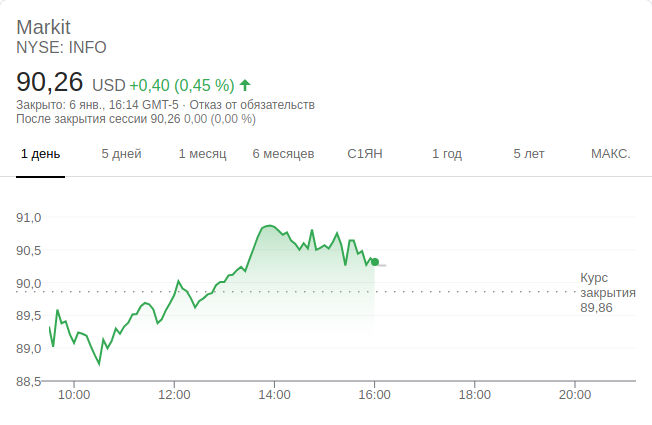 Markit
NYSE: INFO
90,26 USD +0,40 (0,45 %)
Закрыто: 6 янв., 16:14 GMT-5 · Отказ от обязательств
После закрытия сессии 90,26 0,00 (0,00 %)
1 день 5 дней 1 месяц 6 месяцев С1ЯН 1 год 5 лет МАКС.
91,0
90,5
90,0
89,5
89,0
88,5
Курс
закрытия
89,86
10:00 12:00 14:00 16:00 18:00 20:00